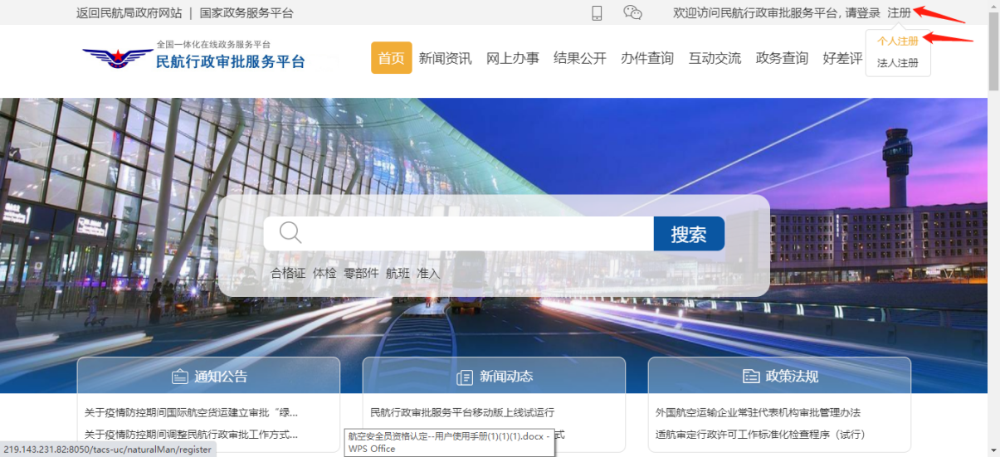 返回民航局政府网站 | 国家政务服务平台
欢迎访问民航行政审批服务平台, 请登录 注册
全国一体化在线政务服务平台
民航行政审批服务平台
首页 新闻资讯 网上办事 结果公开 办件查询 互动交流 政务查询 好差评
个人注册
法人注册
搜索
合格证 体检 零部件 航班 准入
通知公告
新闻动态
政策法规
关于疫情防控期间国际航空货运建立审批“绿...
民航行政审批服务平台移动版上线试运行
外国航空运输企业常驻代表机构审批管理办法
关于疫情防控期间调整民航行政审批工作方式...
式
适航审定行政许可工作标准化检查程序（试行）
航空安全员资格认定--用户使用手册(1)(1)(1).docx -
WPS Office
219.143.231.82:8050/tacs-uc/naturalMan/register